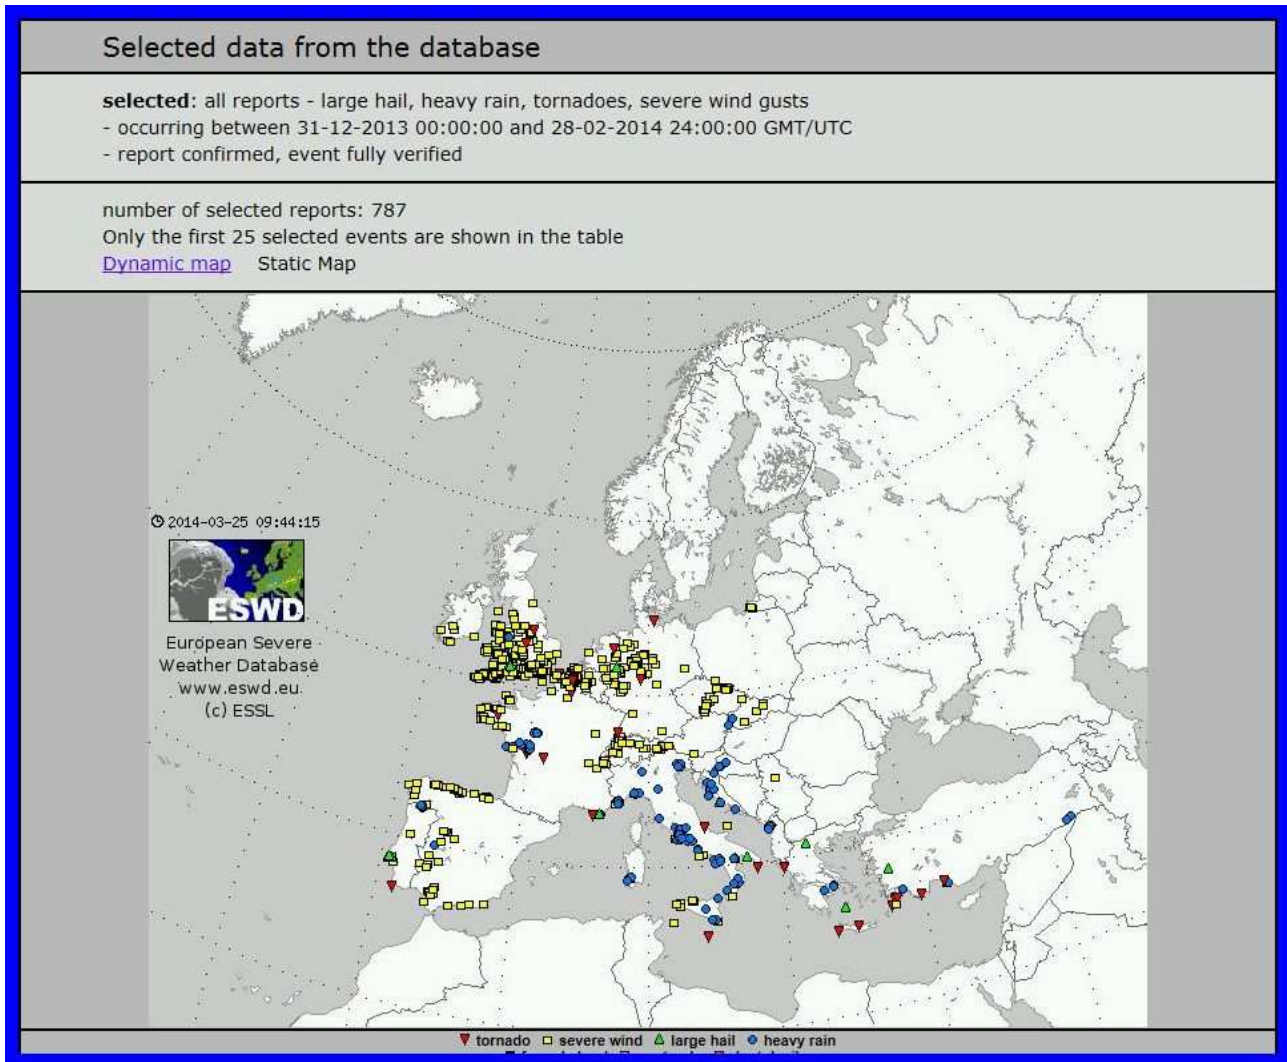 Selected data from the database
selected: all reports - large hail, heavy rain, tornadoes, severe wind gusts
- occurring between 31-12-2013 00:00:00 and 28-02-2014 24:00:00 GMT/UTC
- report confirmed, event fully verified
number of selected reports: 787
Only the first 25 selected events are shown in the table
Dynamic map Static Map
2014-03-25 09:44:15
ESWD
European Severe
Weather Database
www.eswd.eu
(c) ESSL
tornado severe wind large hail heavy rain